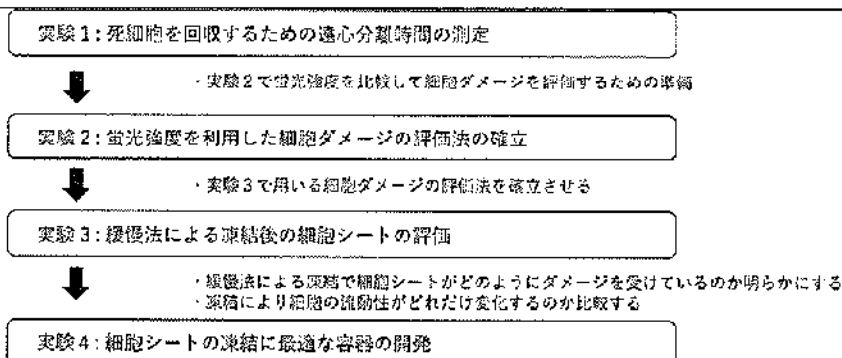 実験1:死細胞を回収するための遠心分離時間の測定
・実験2で蛍光強度を比較して細胞ダメージを評価するための準備
実験2:蛍光強度を利用した細胞ダメージの評価法の確立
・実験3で用いる細胞ダメージの評価法を確立させる
実験3:緩慢法による凍結後の細胞シートの評価
・緩慢法による凍結で細胞シートがどのようにダメージを受けているのか明らかにする
・凍結により細胞の流動性がどれだけ変化するのか比較する
実験4:細胞シートの凍結に最適な容器の開発